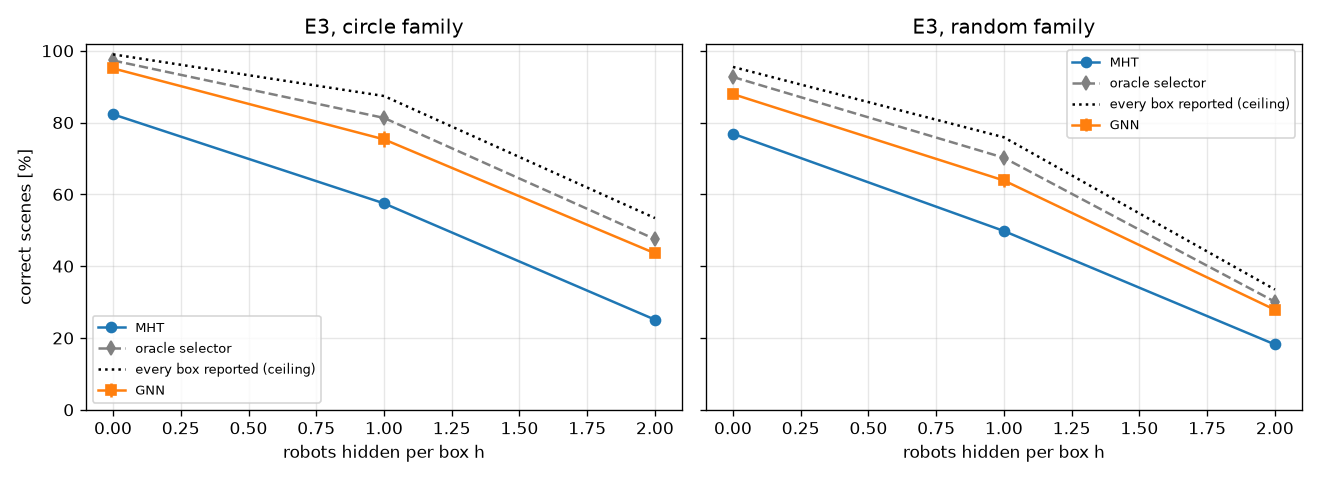 E3, circle family
correct scenes [%]
100
80
60
40
20
0
MHT
oracle selector
every box reported (ceiling)
GNN
0.00 0.25 0.50 0.75 1.00 1.25 1.50 1.75 2.00
robots hidden per box h
E3, random family
MHT
oracle selector
every box reported (ceiling)
GNN
0.00 0.25 0.50 0.75 1.00 1.25 1.50 1.75 2.00
robots hidden per box h